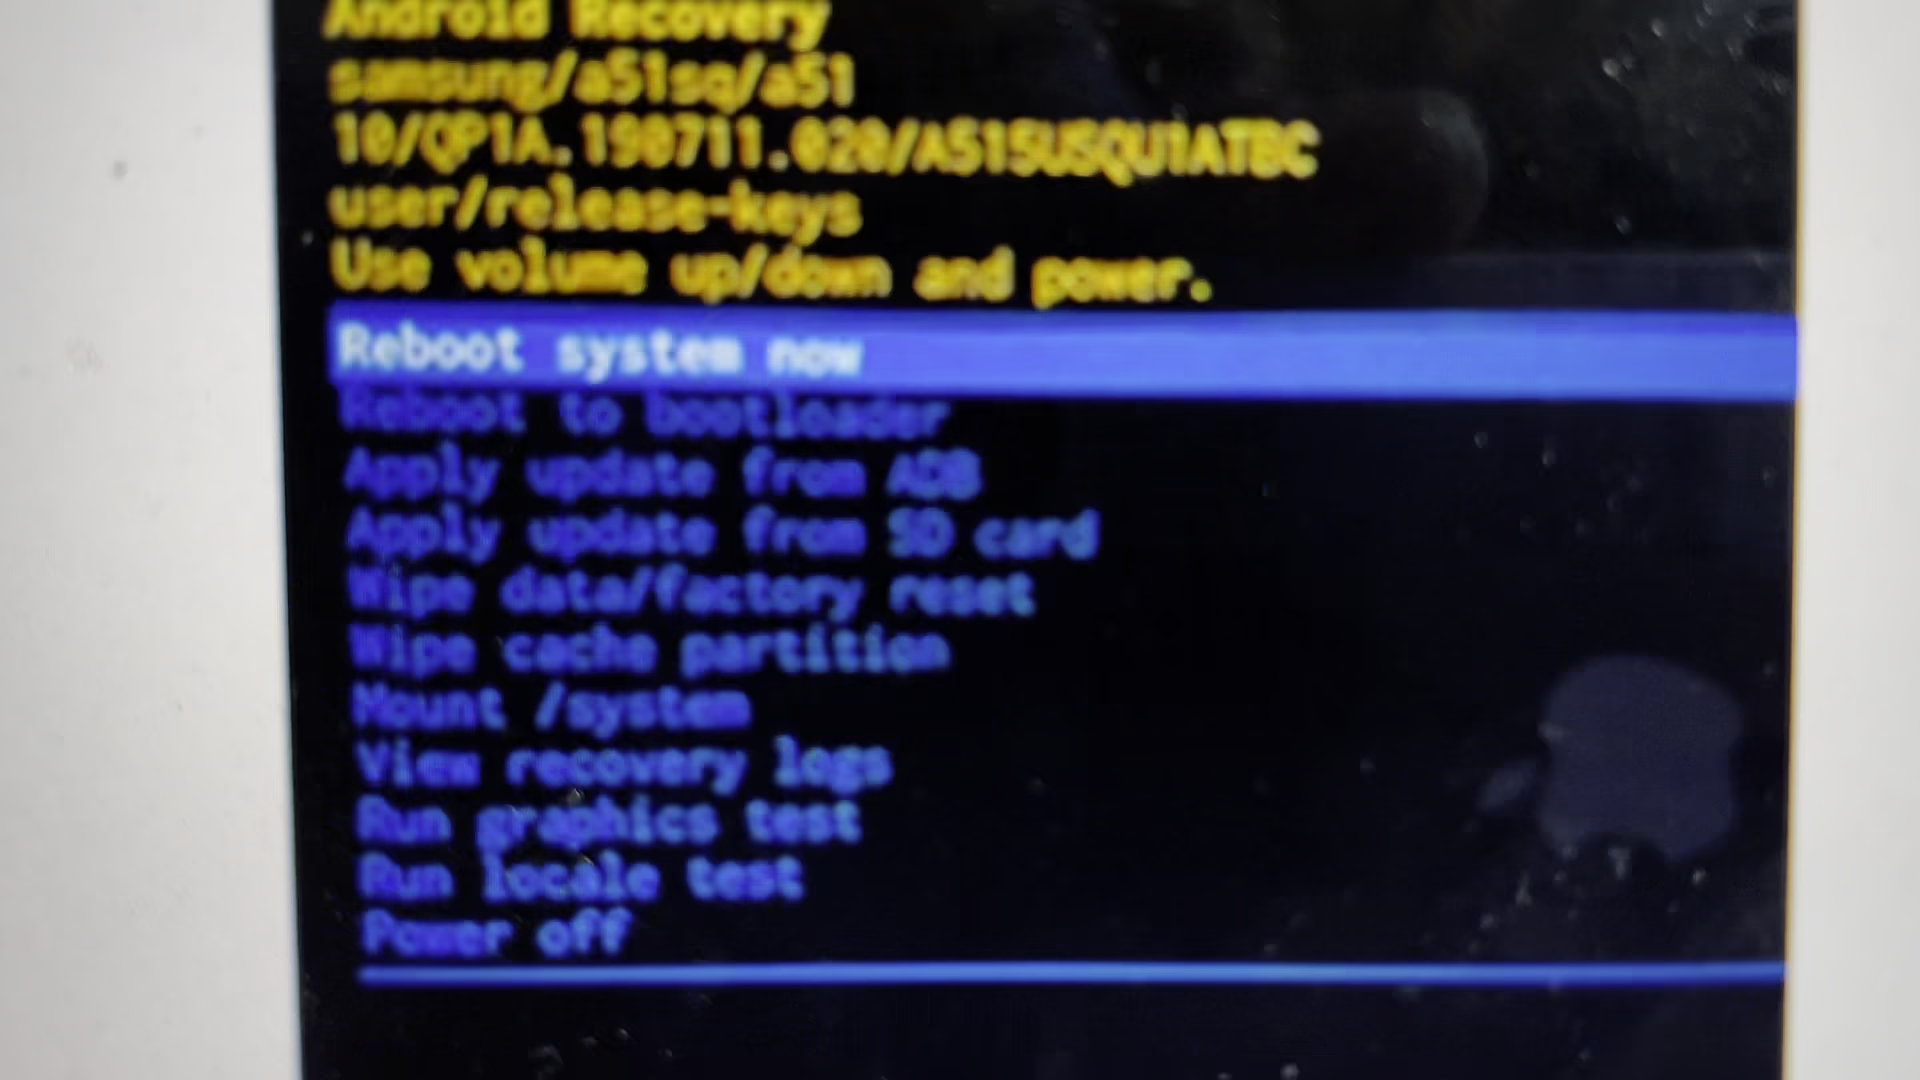 Android Recovery
samsung/a51sq/a51
10/QP1A.190711.020/A515USQU1ATBC
user/release-keys
Use volume up/down and power.
Reboot system now
Reboot to bootloader
Apply update from ADB
Apply update from SD card
Wipe data/factory reset
Wipe cache partition
Mount /system
View recovery logs
Run graphics test
Run locale test
Power off